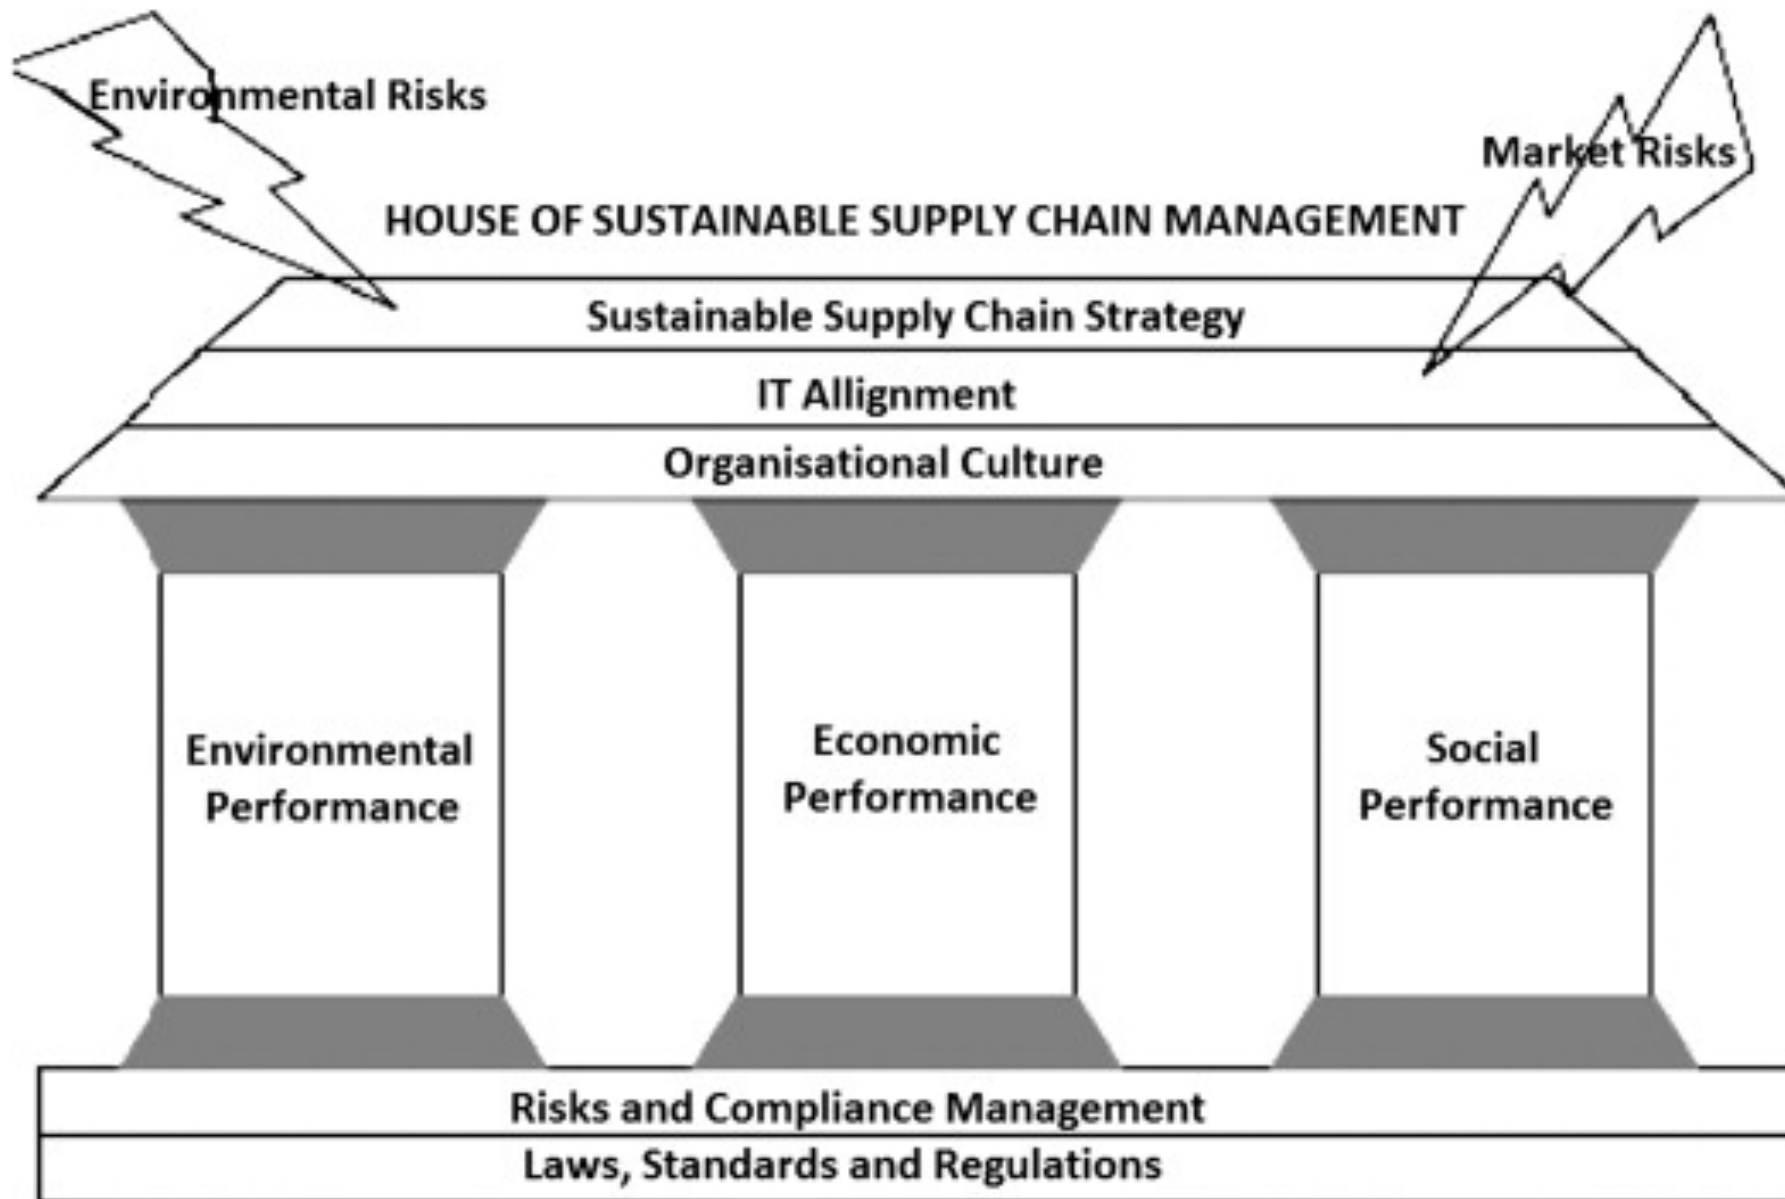 Environmental Risks
Market Risks
HOUSE OF SUSTAINABLE SUPPLY CHAIN MANAGEMENT
Sustainable Supply Chain Strategy
IT Allignment
Organisational Culture
Environmental
Performance
Economic
Performance
Social
Performance
Risks and Compliance Management
Laws, Standards and Regulations